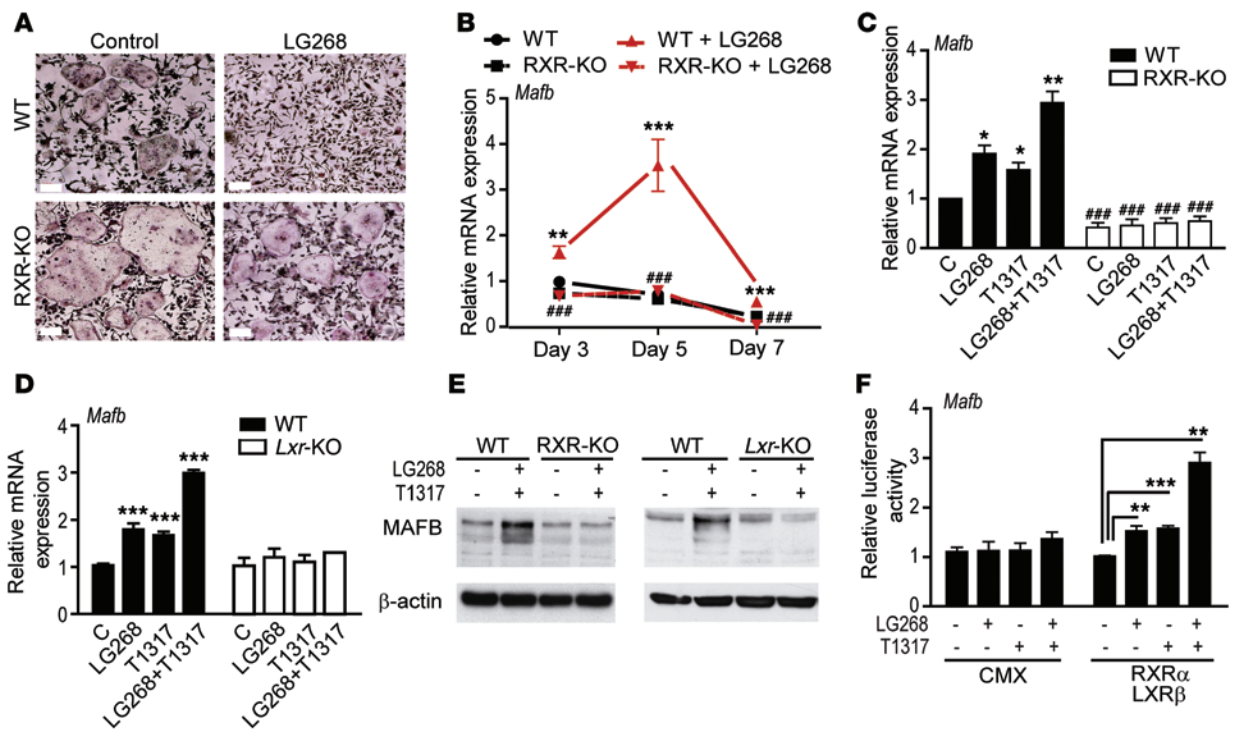 A
Control
LG268
WT
RXR-KO
B
WT
WT + LG268
RXR-KO
RXR-KO + LG268
Mafb
Relative mRNA expression
5
4
3
2
1
0
**
***
***
###
###
###
Day 3
Day 5
Day 7
C
Mafb
WT
RXR-KO
Relative mRNA expression
4
3
2
1
0
*
*
**
###
###
###
###
C
LG268
T1317
LG268+T1317
C
LG268
T1317
LG268+T1317
D
Mafb
WT
Lxr-KO
Relative mRNA
expression
4
3
2
1
0
***
***
***
C
LG268
T1317
LG268+T1317
C
LG268
T1317
LG268+T1317
E
WT RXR-KO WT Lxr-KO
LG268 - + - + - + - +
T1317 - + - + - + - +
MAFB
β-actin
F
Mafb
Relative luciferase
activity
4
3
2
1
0
**
***
**
LG268 - + - + - + - +
T1317 - - + + - - + +
CMX
RXRα
LXRβ